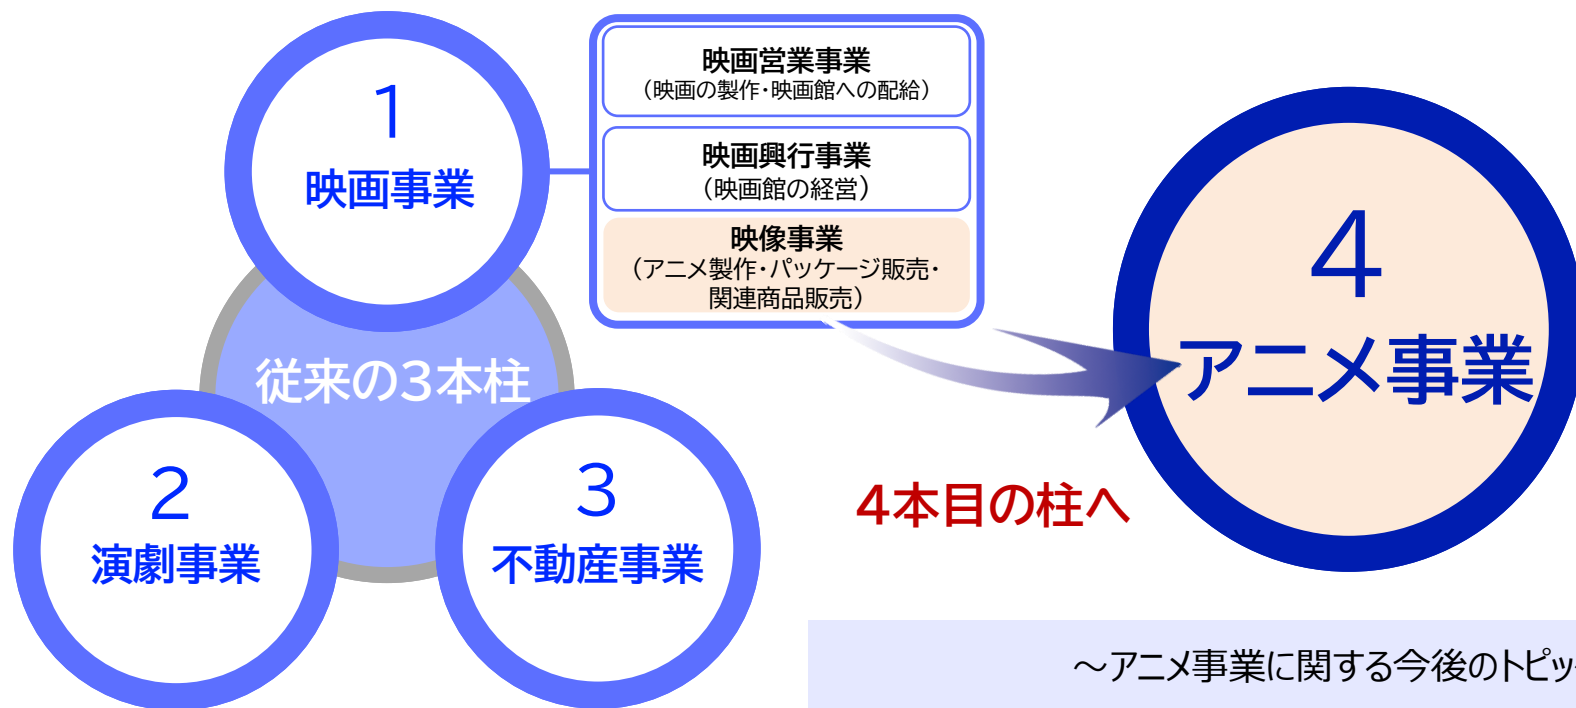 1
映画事業
映画営業事業
（映画の製作・映画館への配給）
映画興行事業
（映画館の経営）
映像事業
（アニメ製作・パッケージ販売・
関連商品販売）
従来の3本柱
2
演劇事業
3
不動産事業
4
アニメ事業
4本目の柱へ
～アニメ事業に関する今後のトピッ